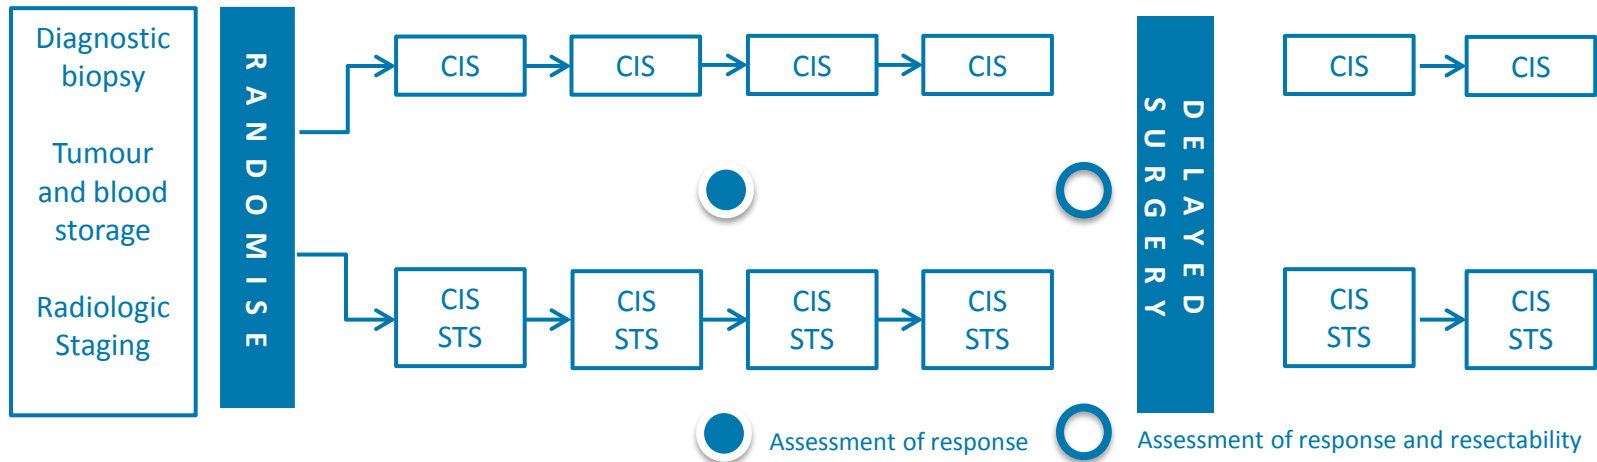 Diagnostic
biopsy
Tumour
and blood
storage
Radiologic
Staging
RANDOMISE
CIS
CIS
CIS
CIS
CIS
STS
CIS
STS
CIS
STS
CIS
STS
DELAYED
SURGERY
CIS
CIS
CIS
STS
CIS
STS
Assessment of response
Assessment of response and resectability